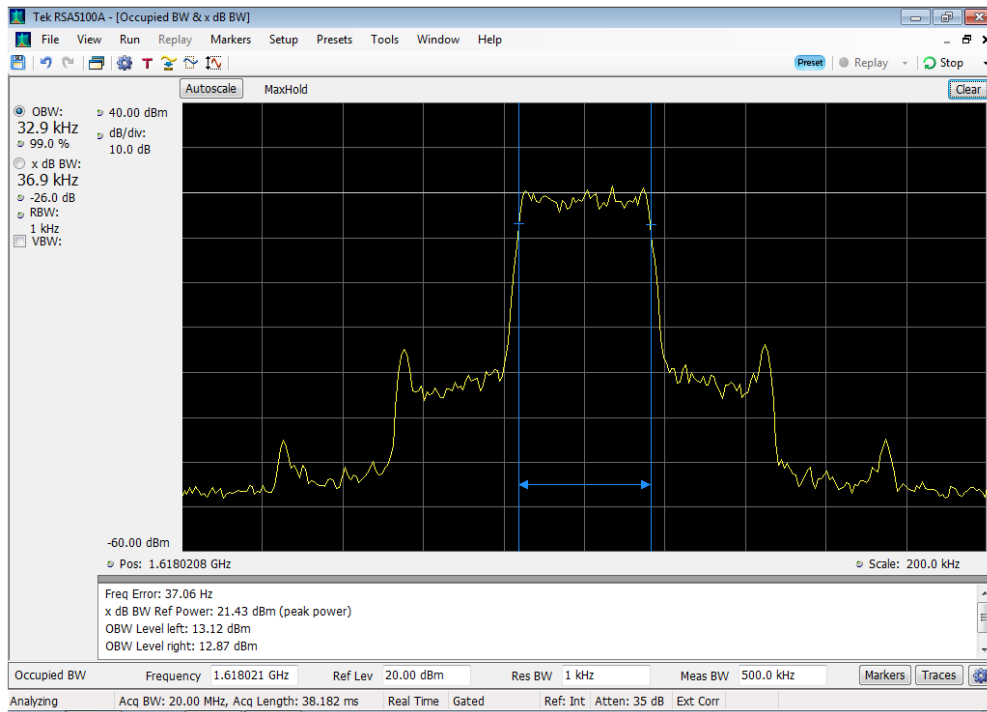 Tek RSA5100A - [Occupied BW & x dB BW]
File View Run Replay Markers Setup Presets Tools Window Help
T Preset Replay Stop
Autoscale MaxHold Clear
OBW:
32.9 kHz
99.0 %
x dB BW:
36.9 kHz
-26.0 dB
RBW:
1 kHz
VBW:
40.00 dBm
dB/div:
10.0 dB
-60.00 dBm
Pos: 1.6180208 GHz Scale: 200.0 kHz
Freq Error: 37.06 Hz
x dB BW Ref Power: 21.43 dBm (peak power)
OBW Level left: 13.12 dBm
OBW Level right: 12.87 dBm
Occupied BW Frequency 1.618021 GHz Ref Lev 20.00 dBm Res BW 1 kHz Meas BW 500.0 kHz Markers Traces
Analyzing Acq BW: 20.00 MHz, Acq Length: 38.182 ms Real Time Gated Ref: Int Atten: 35 dB Ext Corr